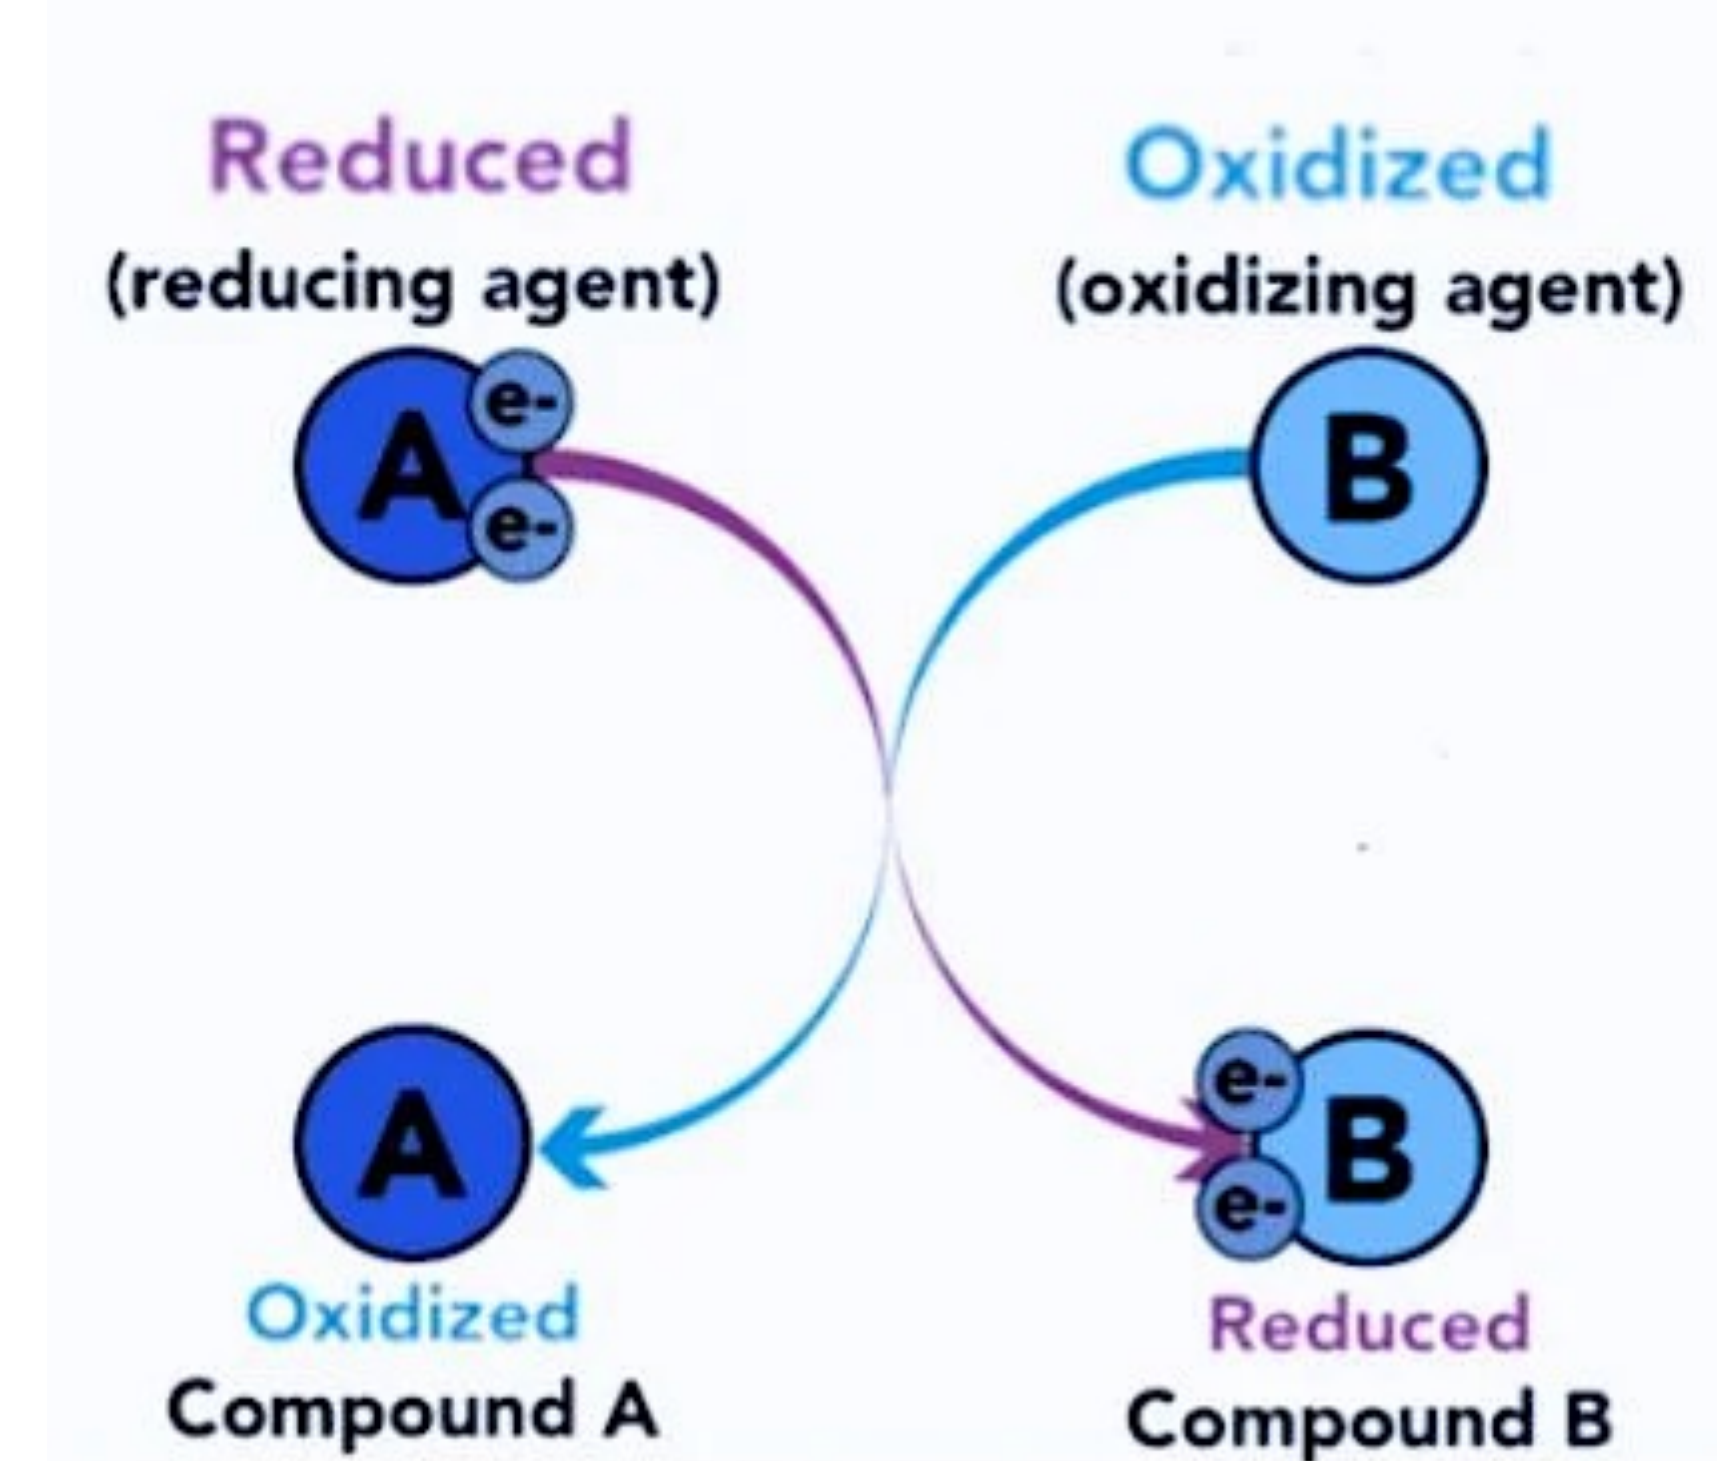 Reduced
(reducing agent)
Oxidized
(oxidizing agent)
A
e-
e-
B
A
e-
e-
B
Oxidized
Compound A
Reduced
Compound B